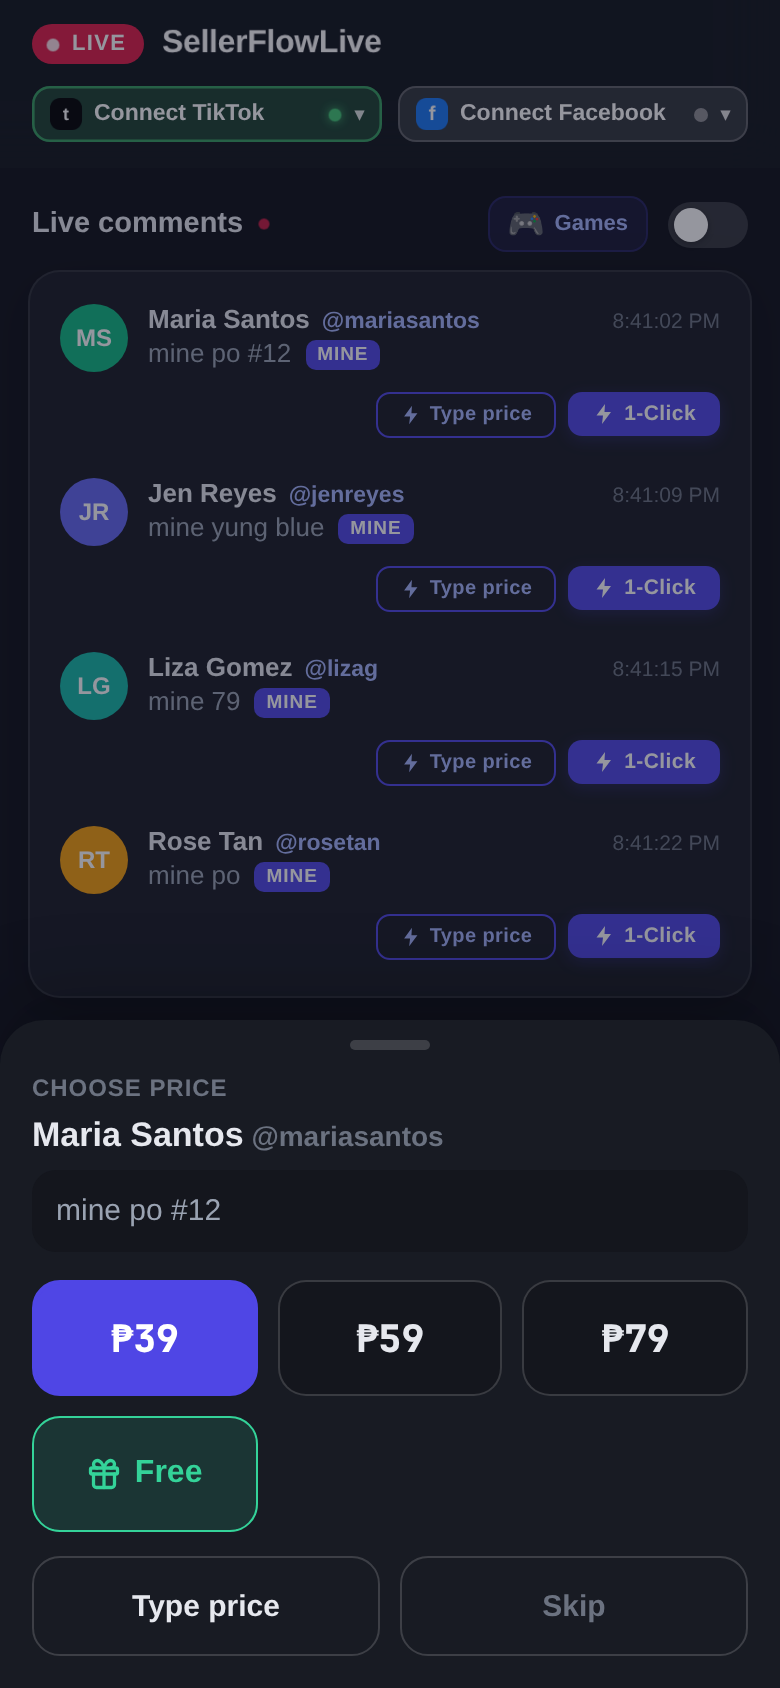 LIVE SellerFlowLive
t Connect TikTok ▼ f Connect Facebook ▼
Live comments Games
MS Maria Santos @mariasantos 8:41:02 PM
mine po #12 MINE
Type price 1-Click
JR Jen Reyes @jenreyes 8:41:09 PM
mine yung blue MINE
Type price 1-Click
LG Liza Gomez @lizag 8:41:15 PM
mine 79 MINE
Type price 1-Click
RT Rose Tan @rosetan 8:41:22 PM
mine po MINE
Type price 1-Click
CHOOSE PRICE
Maria Santos @mariasantos
mine po #12
₱39 ₱59 ₱79
Free
Type price Skip